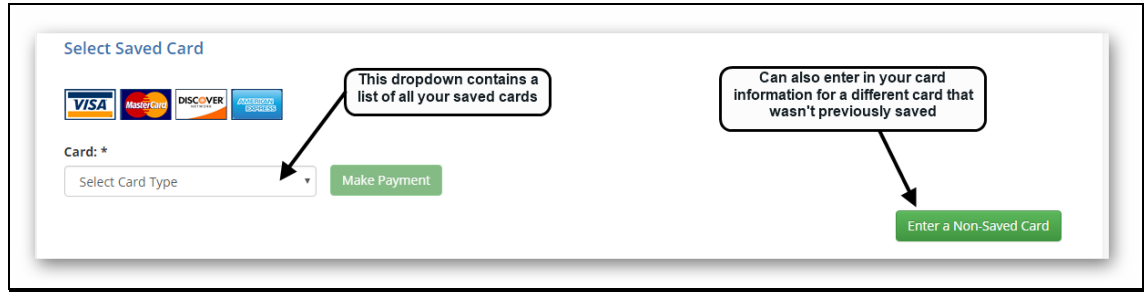 Select Saved Card
This dropdown contains a
list of all your saved cards
Can also enter in your card
information for a different card that
wasn't previously saved
VISA
MasterCard
DISCOVER
NETWORK
AMERICAN
EXPRESS
Card: *
Select Card Type
Make Payment
Enter a Non-Saved Card